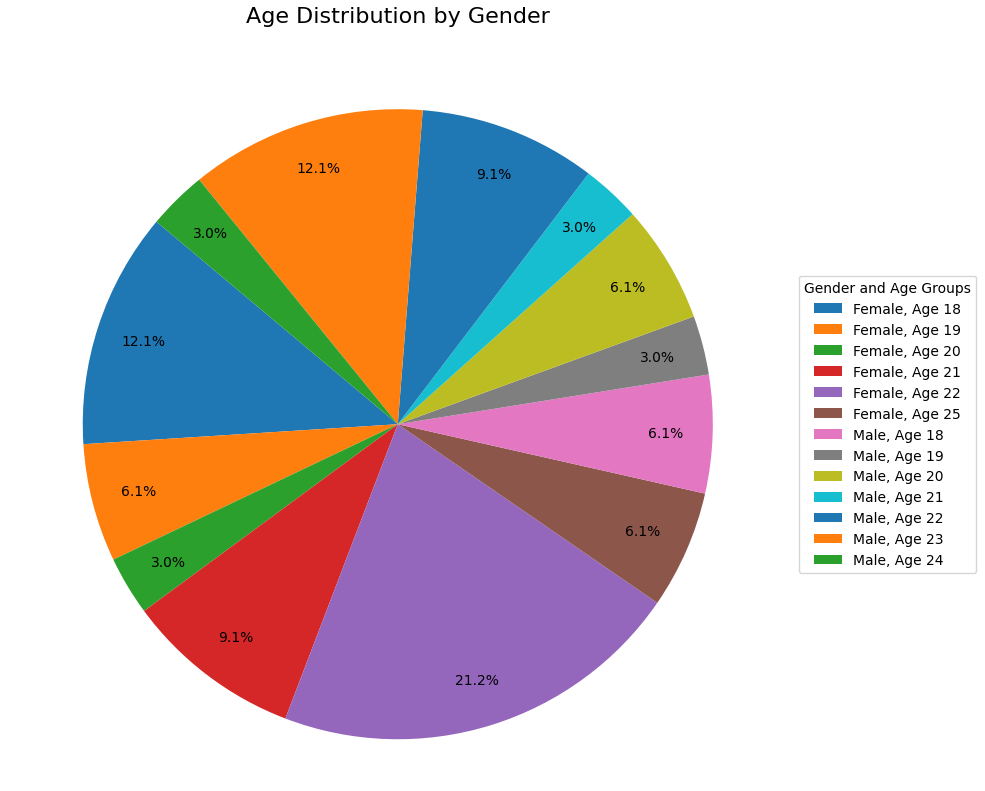 Age Distribution by Gender
12.1%
9.1%
3.0%
3.0%
6.1%
12.1%
3.0%
6.1%
6.1%
3.0%
6.1%
9.1%
21.2%
Gender and Age Groups
Female, Age 18
Female, Age 19
Female, Age 20
Female, Age 21
Female, Age 22
Female, Age 25
Male, Age 18
Male, Age 19
Male, Age 20
Male, Age 21
Male, Age 22
Male, Age 23
Male, Age 24